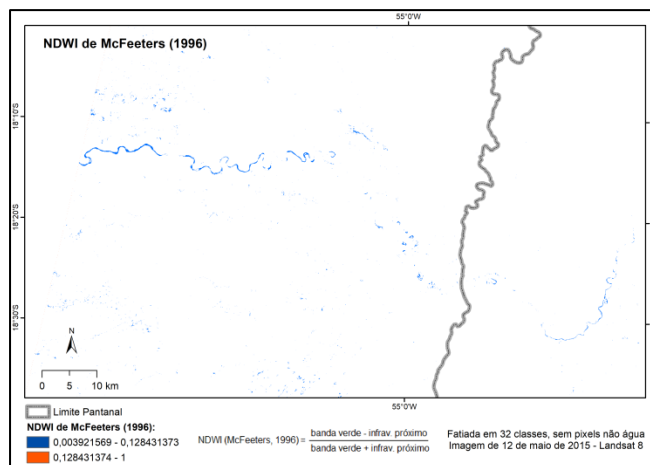 55°0'W
NDWI de McFeeters (1996)
18°10'S
18°20'S
18°30'S
N
0 5 10 km
55°0'W
Limite Pantanal
NDWI de McFeeters (1996):
0,003921569 - 0,128431373
0,128431374 - 1
NDWI (McFeeters, 1996) = banda verde - infrav. próximo
banda verde + infrav. próximo
Fatiada em 32 classes, sem pixels não água
Imagem de 12 de maio de 2015 - Landsat 8